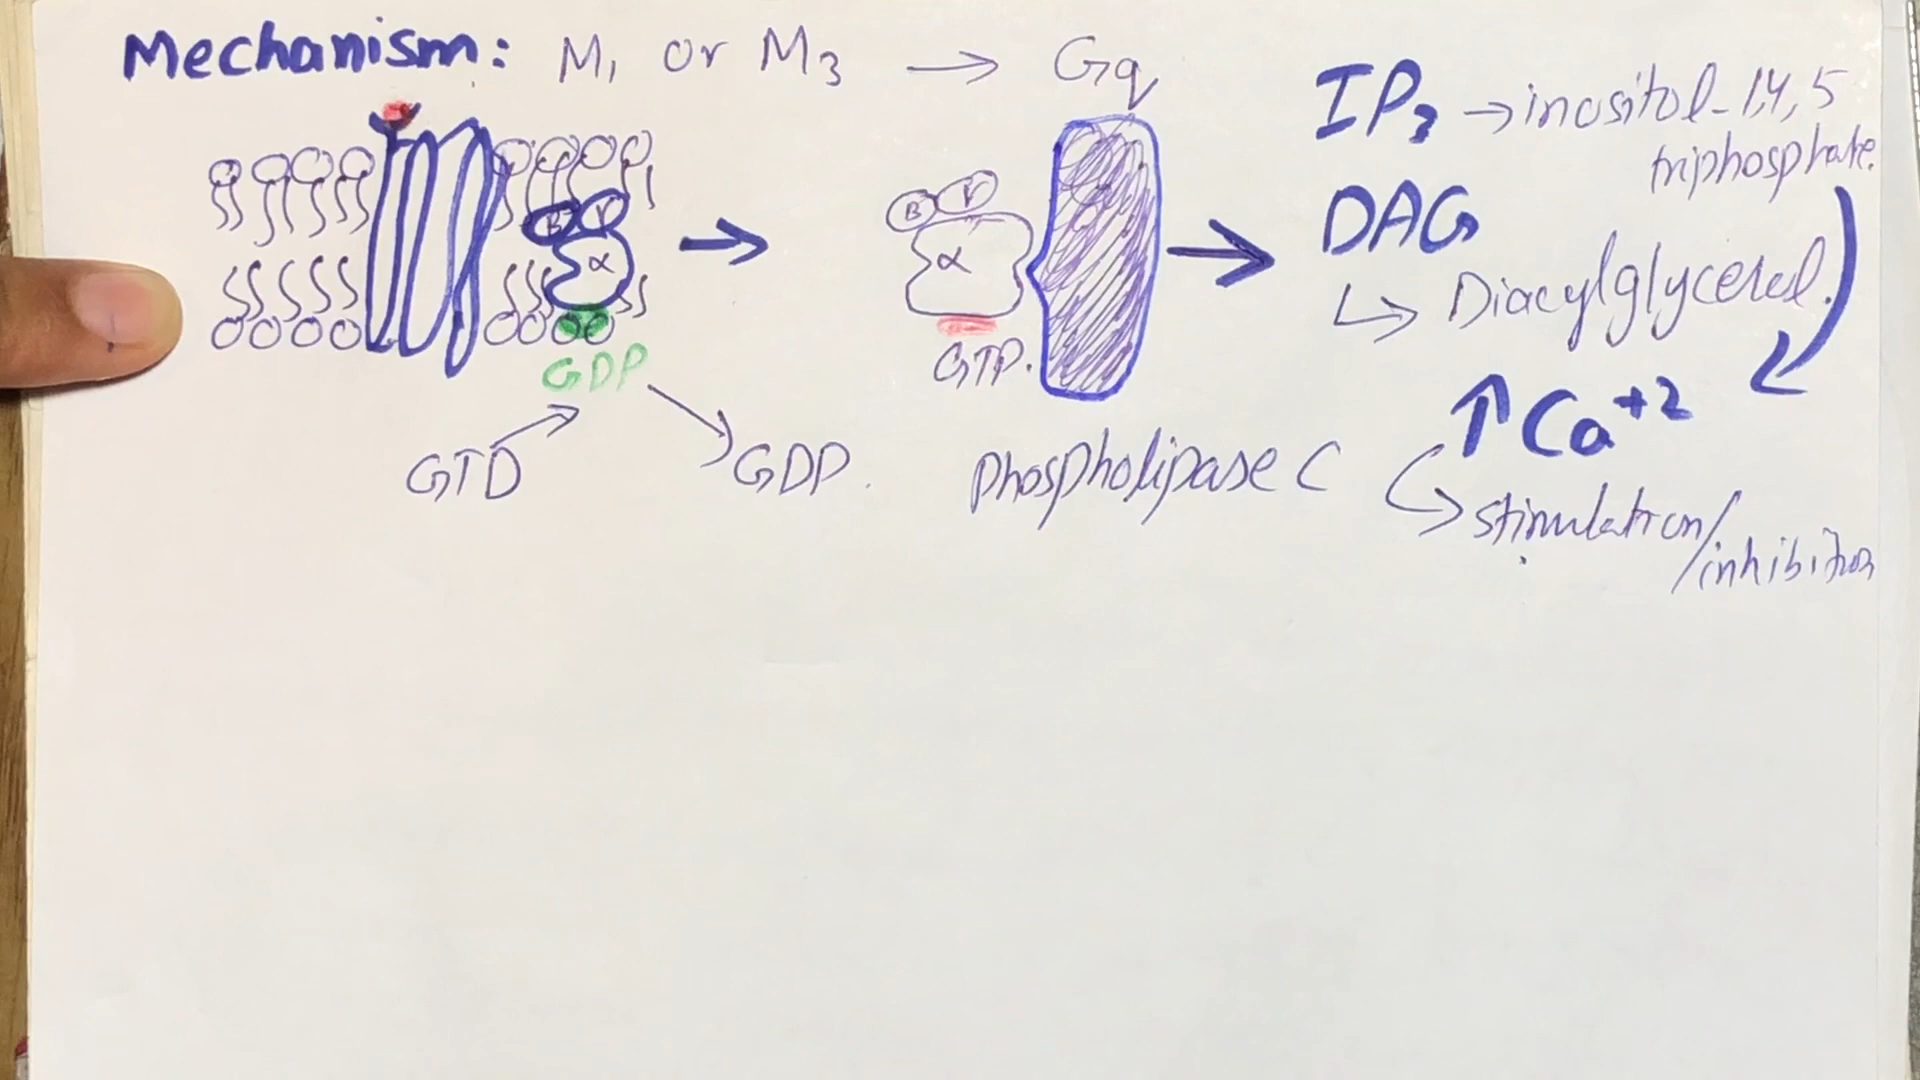 Mechanism: M1 or M3 → Gq
IP3 → inositol-1,4,5
triphosphate.
DAG
↳ Diacylglycerol.
B γ
α
GDP
GTD
GDP.
B γ
α
GTP.
Phospholipase C
↑ Ca+2
↳ stimulation/
inhibition